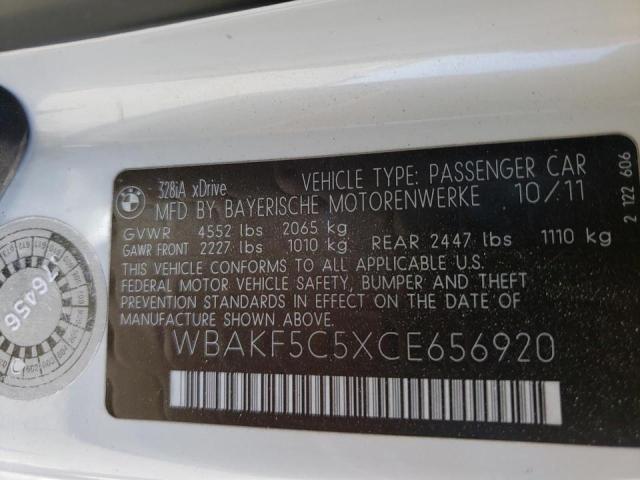 BMW
328iA xDrive VEHICLE TYPE: PASSENGER CAR
MFD BY BAYERISCHE MOTORENWERKE 10/11
GVWR 4552 lbs 2065 kg
GAWR FRONT 2227 lbs 1010 kg REAR 2447 lbs 1110 kg
THIS VEHICLE CONFORMS TO ALL APPLICABLE U.S.
FEDERAL MOTOR VEHICLE SAFETY, BUMPER AND THEFT
PREVENTION STANDARDS IN EFFECT ON THE DATE OF
MANUFACTURE SHOWN ABOVE.
WBAKF5C5XCE656920
2 122 606
76456